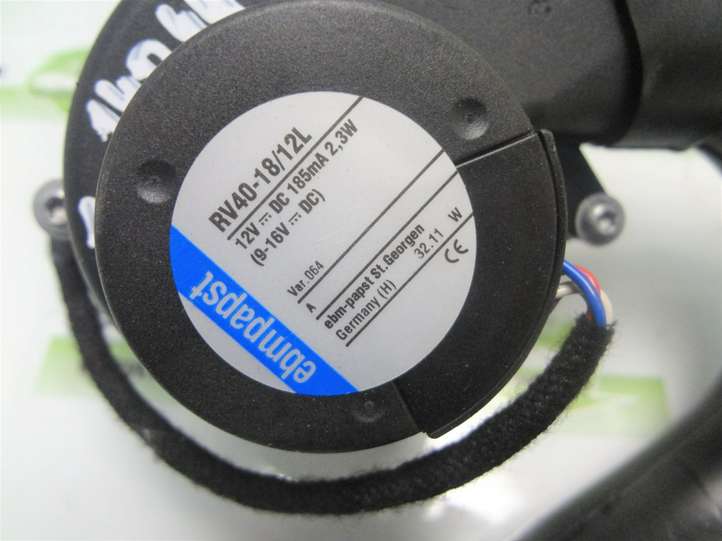 RV40-18/12L
12V ⎓ DC 185mA 2,3W
(9-16V ⎓ DC)
Var.064
A
ebm-papst St.Georgen
Germany (H) 32.11 W
CE
ebmpapst